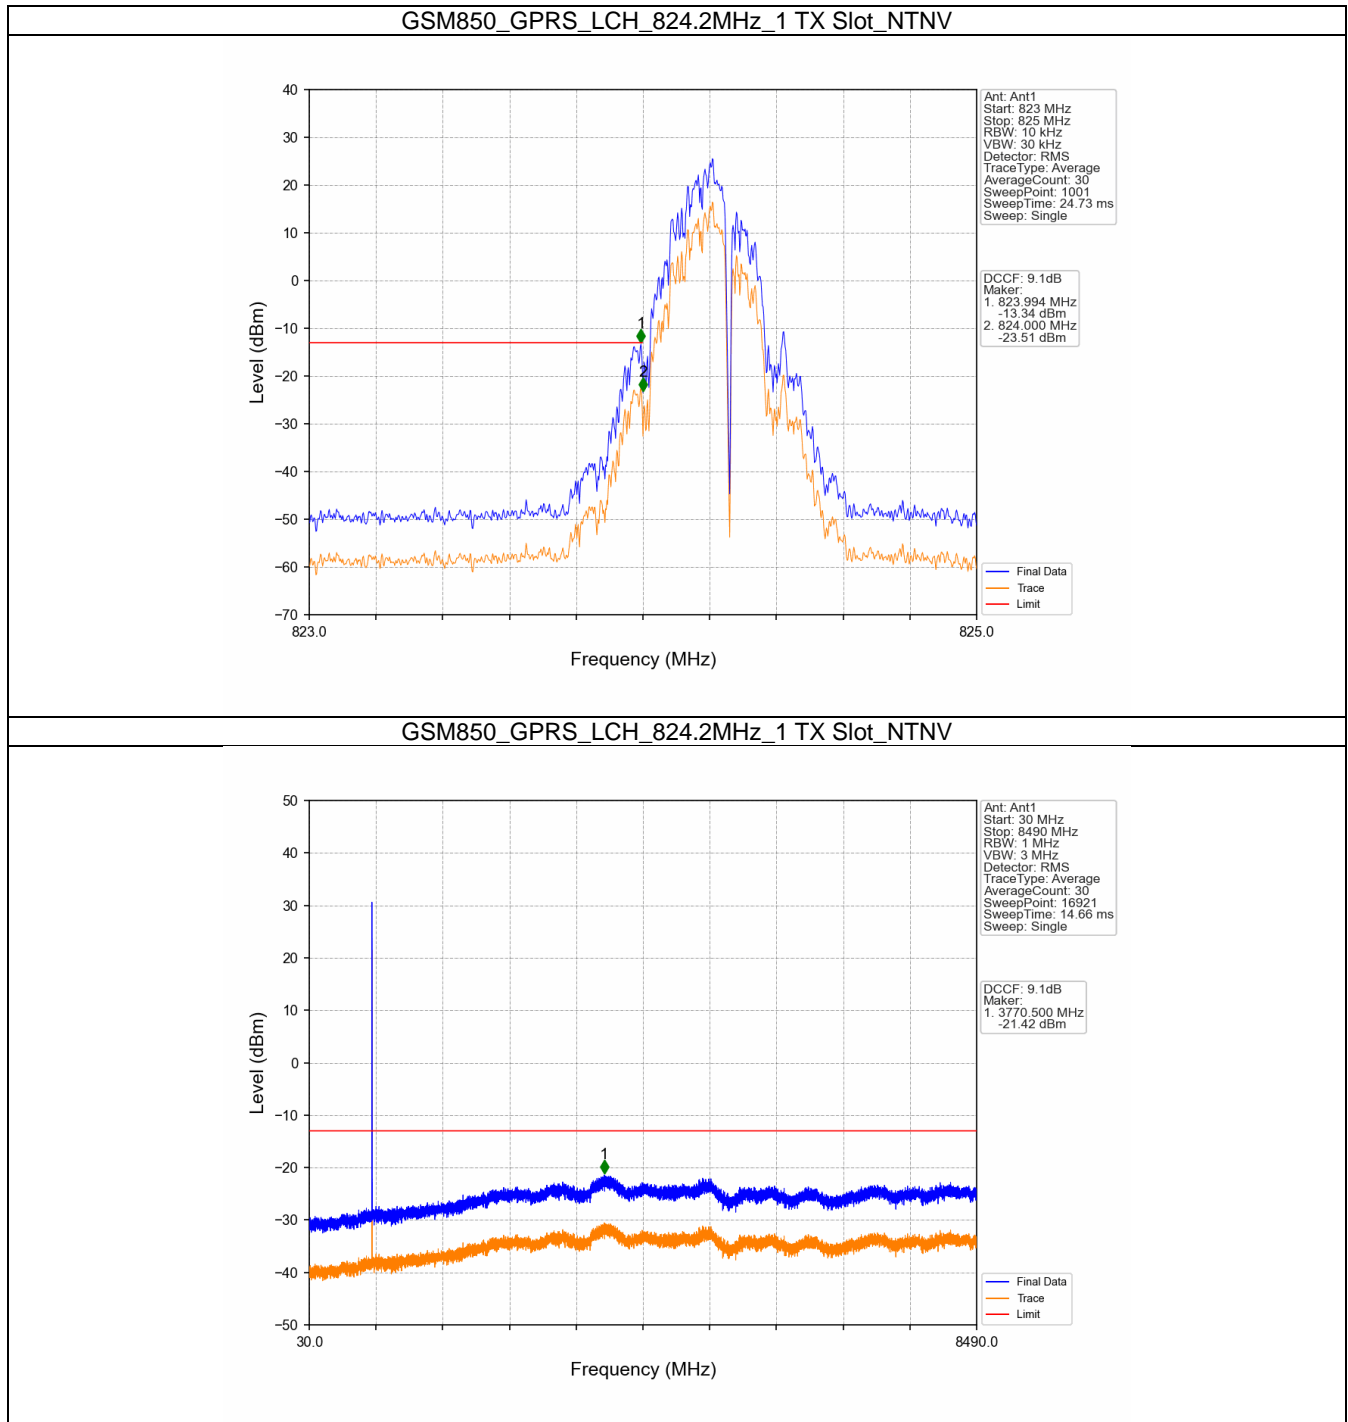 GSM850_GPRS_LCH_824.2MHz_1 TX Slot_NTNV
40
30
20
10
0
−10
−20
−30
−40
−50
−60
−70
Level (dBm)
823.0
825.0
Frequency (MHz)
1
2
Ant: Ant1
Start: 823 MHz
Stop: 825 MHz
RBW: 10 kHz
VBW: 30 kHz
Detector: RMS
TraceType: Average
AverageCount: 30
SweepPoint: 1001
SweepTime: 24.73 ms
Sweep: Single
DCCF: 9.1dB
Maker:
1. 823.994 MHz
-13.34 dBm
2. 824.000 MHz
-23.51 dBm
Final Data
Trace
Limit
GSM850_GPRS_LCH_824.2MHz_1 TX Slot_NTNV
50
40
30
20
10
0
−10
−20
−30
−40
−50
Level (dBm)
30.0
8490.0
Frequency (MHz)
1
Ant: Ant1
Start: 30 MHz
Stop: 8490 MHz
RBW: 1 MHz
VBW: 3 MHz
Detector: RMS
TraceType: Average
AverageCount: 30
SweepPoint: 16921
SweepTime: 14.66 ms
Sweep: Single
DCCF: 9.1dB
Maker:
1. 3770.500 MHz
-21.42 dBm
Final Data
Trace
Limit